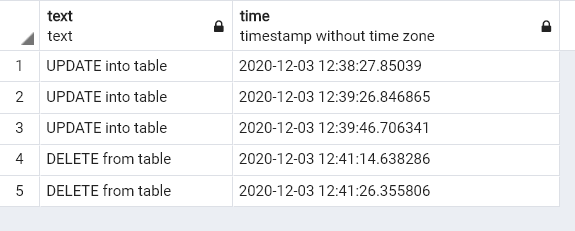 text time
text timestamp without time zone
1 UPDATE into table 2020-12-03 12:38:27.85039
2 UPDATE into table 2020-12-03 12:39:26.846865
3 UPDATE into table 2020-12-03 12:39:46.706341
4 DELETE from table 2020-12-03 12:41:14.638286
5 DELETE from table 2020-12-03 12:41:26.355806